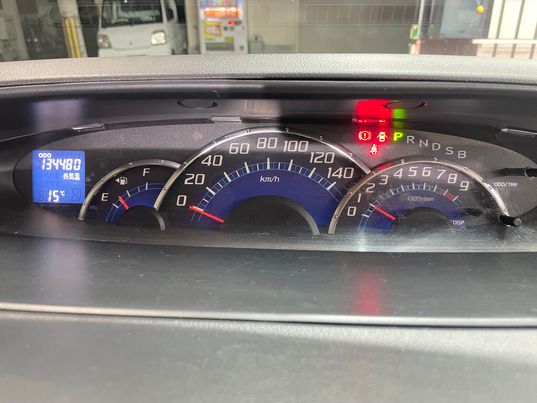 ODO
134480
外気温
15℃
E F
0 20 40 60 80 100 120 140
km/h
P R N D S B
0 1 2 3 4 5 6 7 8 9
x1000r/min
ODO/TRIP
DISP